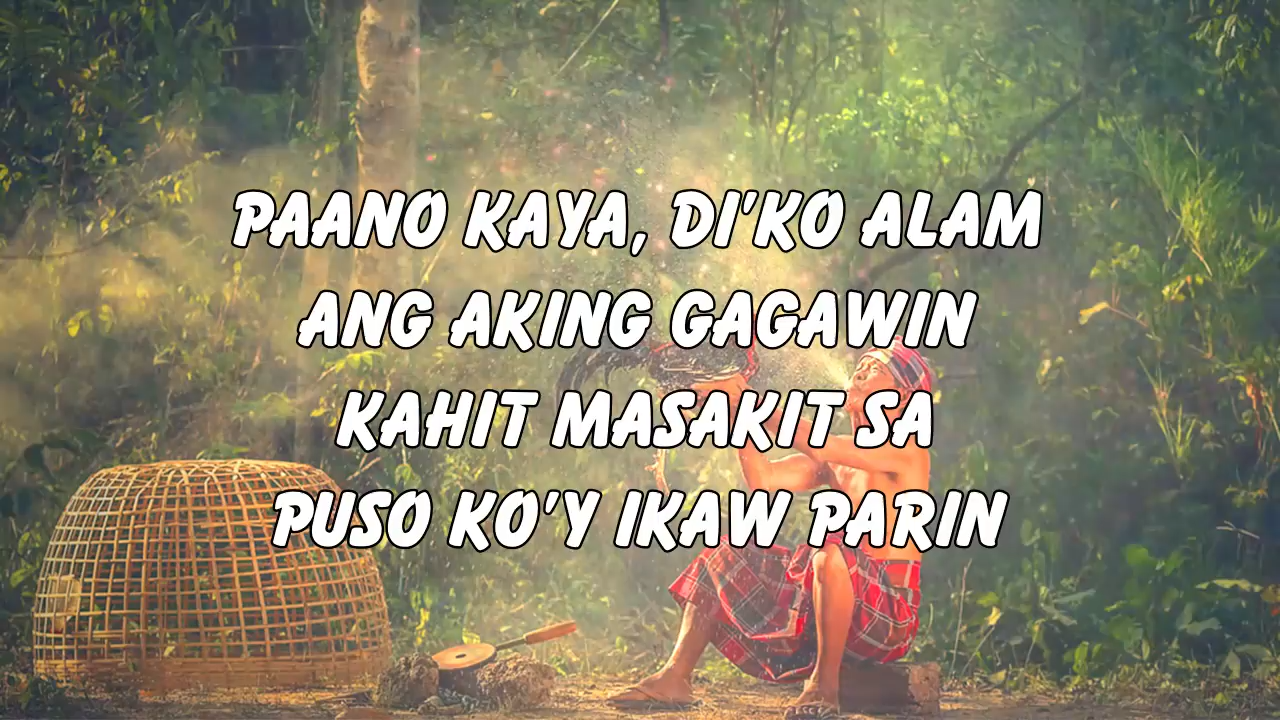 PAANO KAYA, DI'KO ALAM
ANG AKING GAGAWIN
KAHIT MASAKIT SA
PUSO KO'Y IKAW PARIN